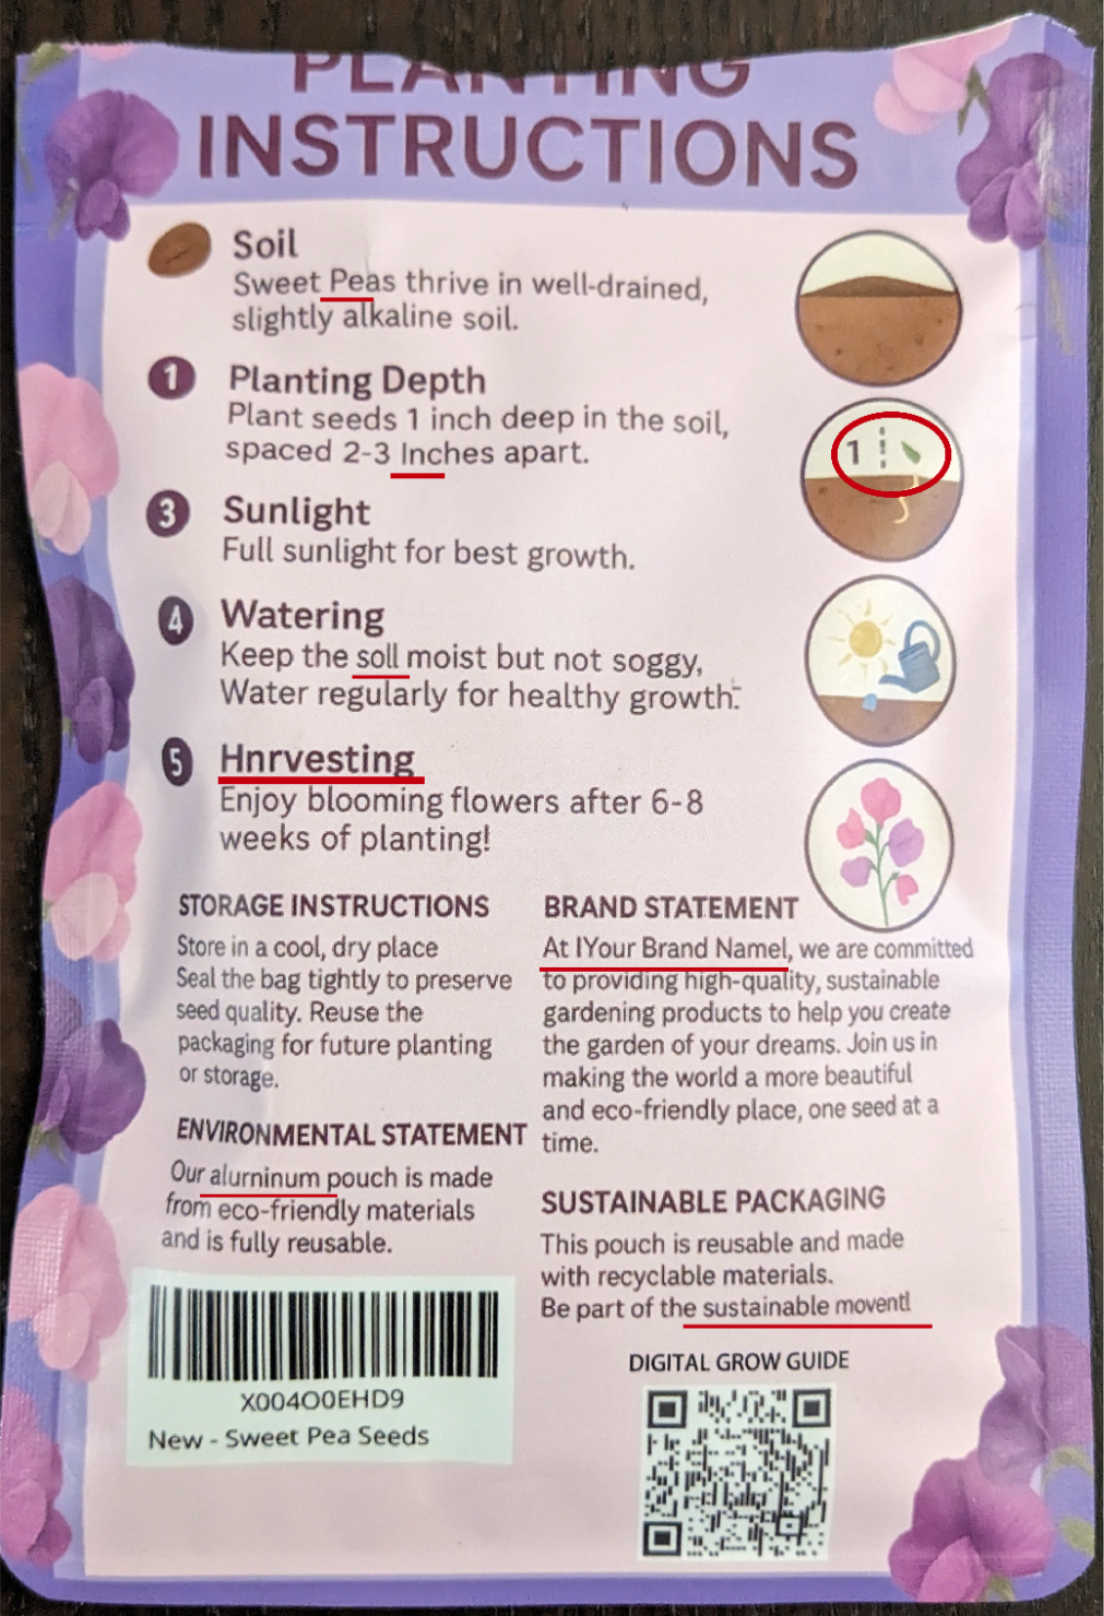 PLANTING
INSTRUCTIONS
Soil
Sweet Peas thrive in well-drained,
slightly alkaline soil.
1 Planting Depth
Plant seeds 1 inch deep in the soil,
spaced 2-3 Inches apart.
1
3 Sunlight
Full sunlight for best growth.
4 Watering
Keep the soll moist but not soggy,
Water regularly for healthy growth.
5 Hnrvesting
Enjoy blooming flowers after 6-8
weeks of planting!
STORAGE INSTRUCTIONS
Store in a cool, dry place
Seal the bag tightly to preserve
seed quality. Reuse the
packaging for future planting
or storage.
ENVIRONMENTAL STATEMENT
Our alurninum pouch is made
from eco-friendly materials
and is fully reusable.
X004O0EHD9
New - Sweet Pea Seeds
BRAND STATEMENT
At IYour Brand Namel, we are committed
to providing high-quality, sustainable
gardening products to help you create
the garden of your dreams. Join us in
making the world a more beautiful
and eco-friendly place, one seed at a
time.
SUSTAINABLE PACKAGING
This pouch is reusable and made
with recyclable materials.
Be part of the sustainable movent!
DIGITAL GROW GUIDE